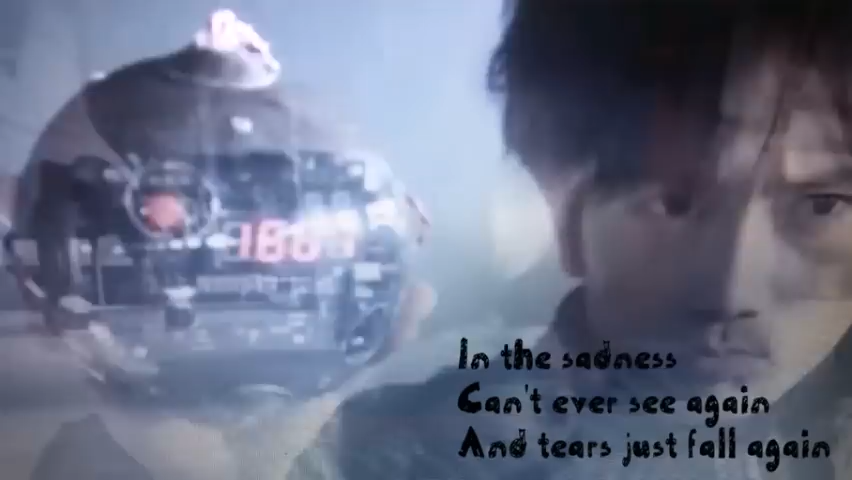 In the sadness
Can't ever see again
And tears just fall again